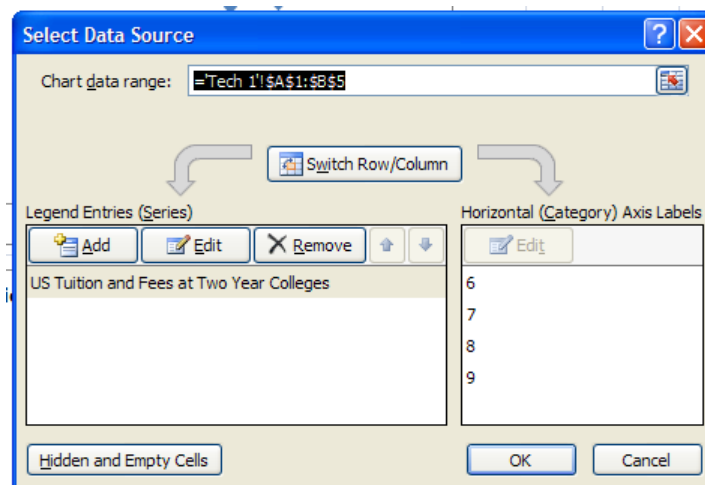 Select Data Source
?
Chart data range: ='Tech 1'!$A$1:$B$5
Switch Row/Column
Legend Entries (Series)
Add Edit Remove
US Tuition and Fees at Two Year Colleges
Horizontal (Category) Axis Labels
Edit
6
7
8
9
Hidden and Empty Cells
OK Cancel